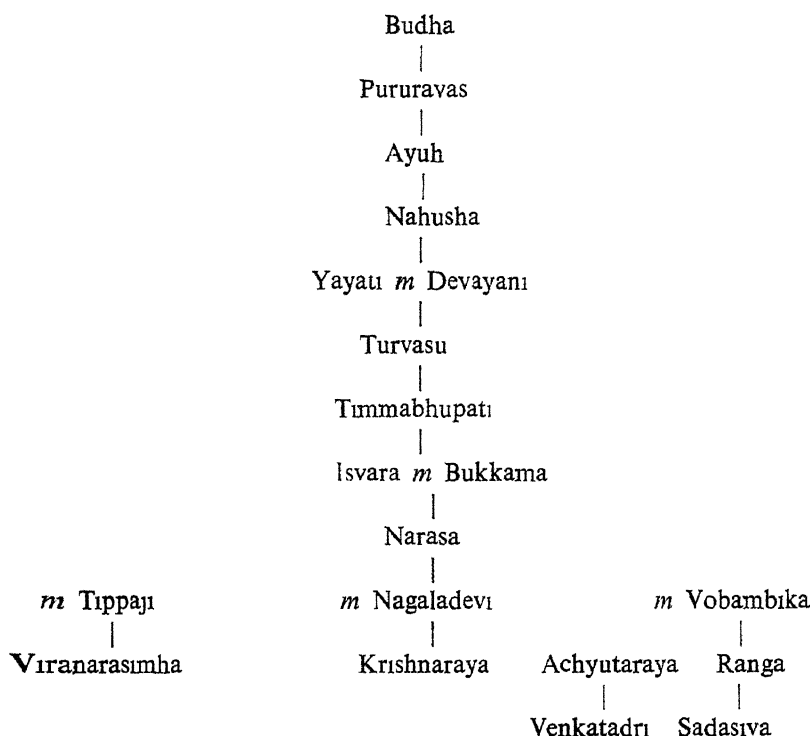 Budha
Pururavas
Ayuh
Nahusha
Yayatı m Devayanı
Turvasu
Tımmabhupatı
Isvara m Bukkama
Narasa
m Tıppajı m Nagaladevı m Vobambıka
Vıranarasımha Krıshnaraya Achyutaraya Ranga
Venkatadrı Sadasıva